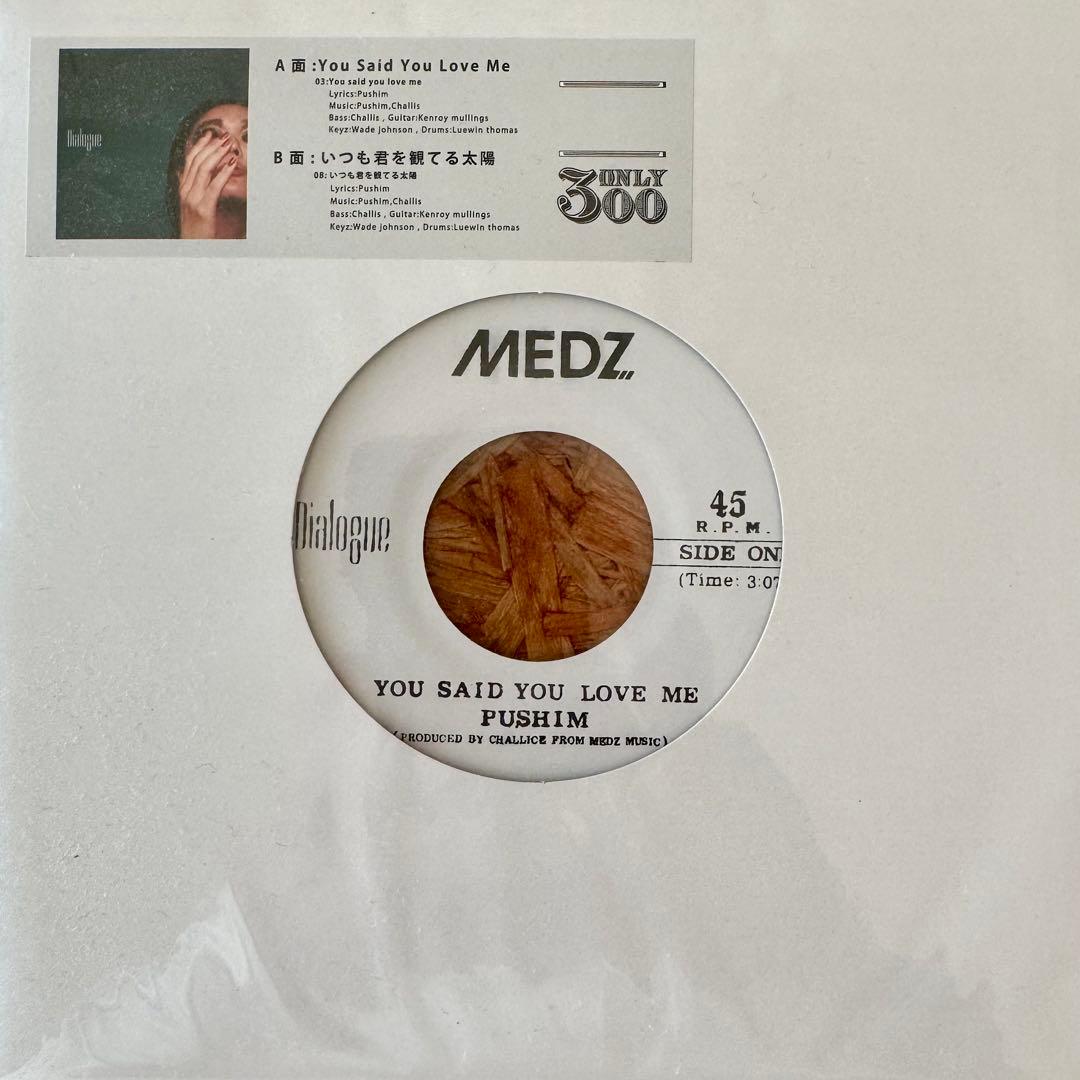 Dialogue
A面:You Said You Love Me
03:You said you love me
Lyrics:Pushim
Music:Pushim,Challis
Bass:Challis , Guitar:Kenroy mullings
Keyz:Wade johnson , Drums:Luewin thomas
B面:いつも君を観てる太陽
08:いつも君を観てる太陽
Lyrics:Pushim
Music:Pushim,Challis
Bass:Challis , Guitar:Kenroy mullings
Keyz:Wade johnson , Drums:Luewin thomas
ONLY
300
MEDZ
Dialogue
45
R.P.M.
SIDE ON
(Time: 3:07
YOU SAID YOU LOVE ME
PUSHIM
(PRODUCED BY CHALLICE FROM MEDZ MUSIC)